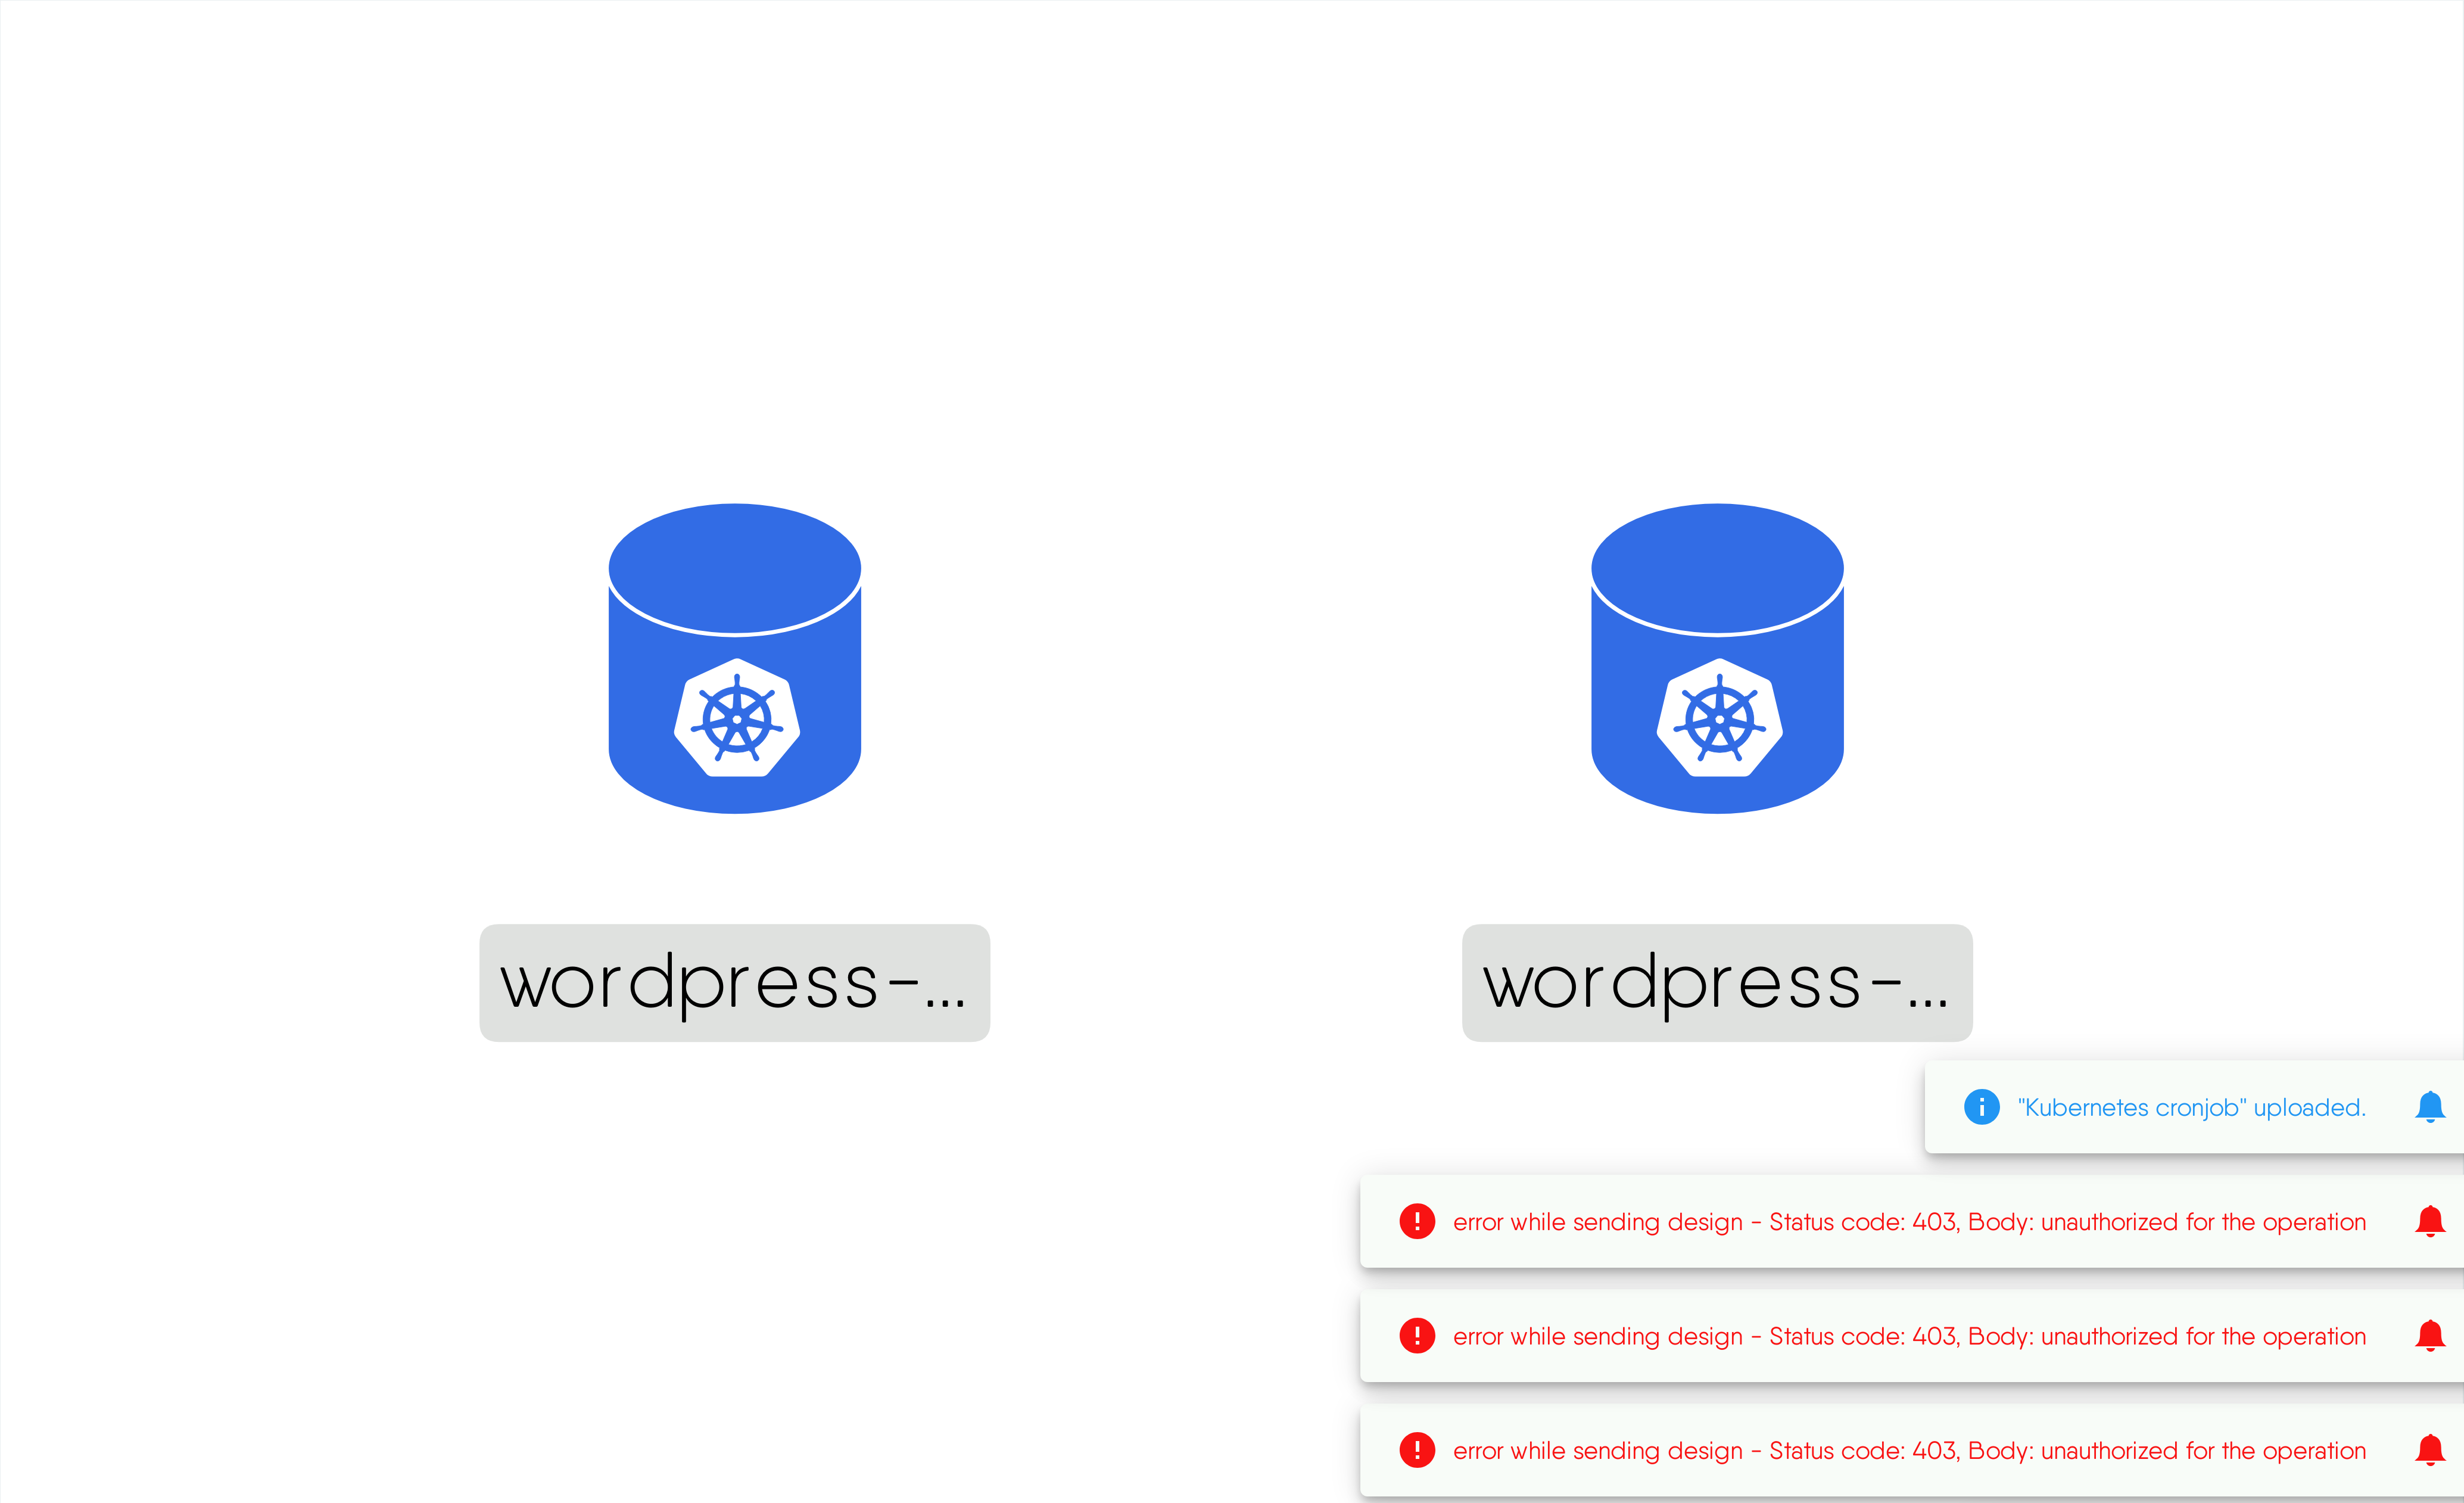 wordpress-...
wordpress-...
"Kubernetes cronjob" uploaded.
error while sending design - Status code: 403, Body: unauthorized for the operation
error while sending design - Status code: 403, Body: unauthorized for the operation
error while sending design - Status code: 403, Body: unauthorized for the operation